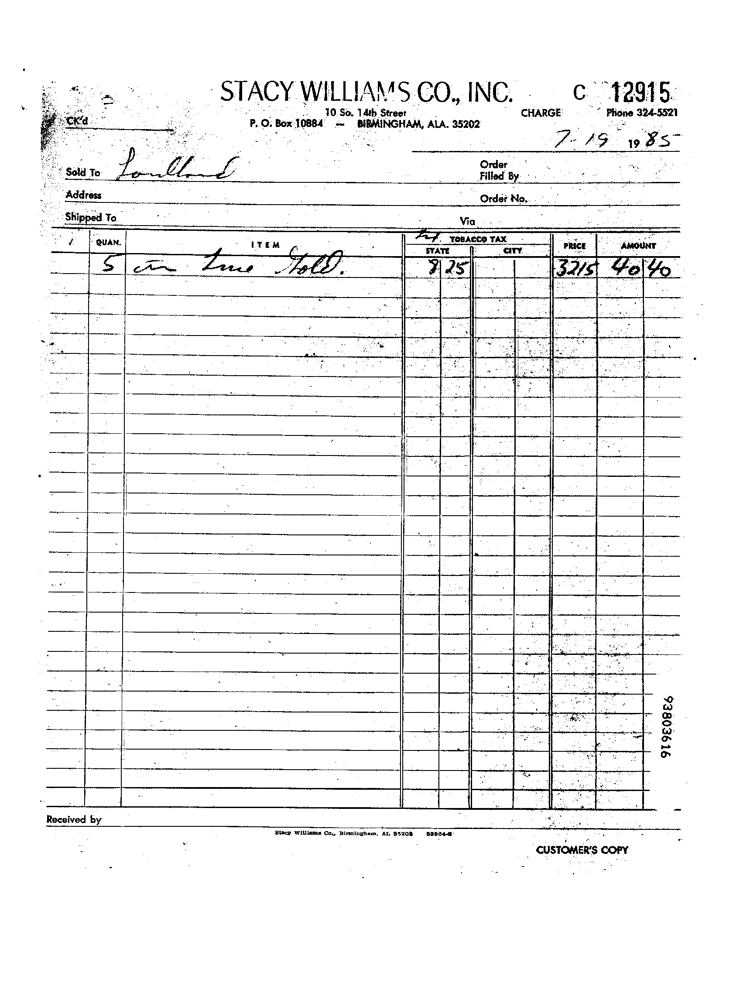 STACY WILLIAMS CO., INC. C 12915
10 So. 14th Street CHARGE Phone 324-5521
CK'd P. O. Box 10884 — BIRMINGHAM, ALA. 35202
7-19 1985
Sold To Lorillard Order Filled By
Address Order No.
Shipped To Via
QUAN. ITEM TOBACCO TAX STATE CITY PRICE AMOUNT
5 ctn True Gold. 8 25 3215 40 40
93803616
Received by
Stacy Williams Co., Birmingham, AL 35202
CUSTOMER'S COPY